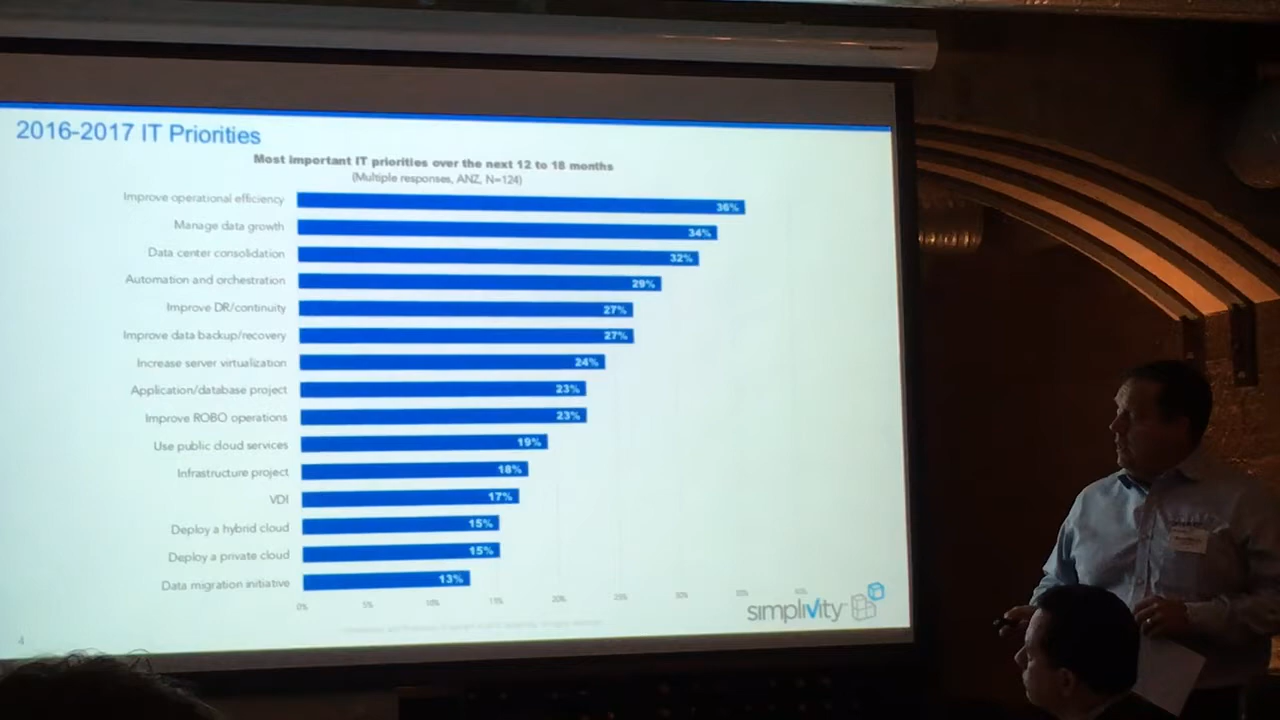 2016-2017 IT Priorities
Most important IT priorities over the next 12 to 18 months
(Multiple responses, ANZ, N=124)
Improve operational efficiency 36%
Manage data growth 34%
Data center consolidation 32%
Automation and orchestration 29%
Improve DR/continuity 27%
Improve data backup/recovery 27%
Increase server virtualization 24%
Application/database project 23%
Improve ROBO operations 23%
Use public cloud services 19%
Infrastructure project 18%
VDI 17%
Deploy a hybrid cloud 15%
Deploy a private cloud 15%
Data migration initiative 13%
0% 5% 10% 15% 20% 25% 30%
simplivity
4